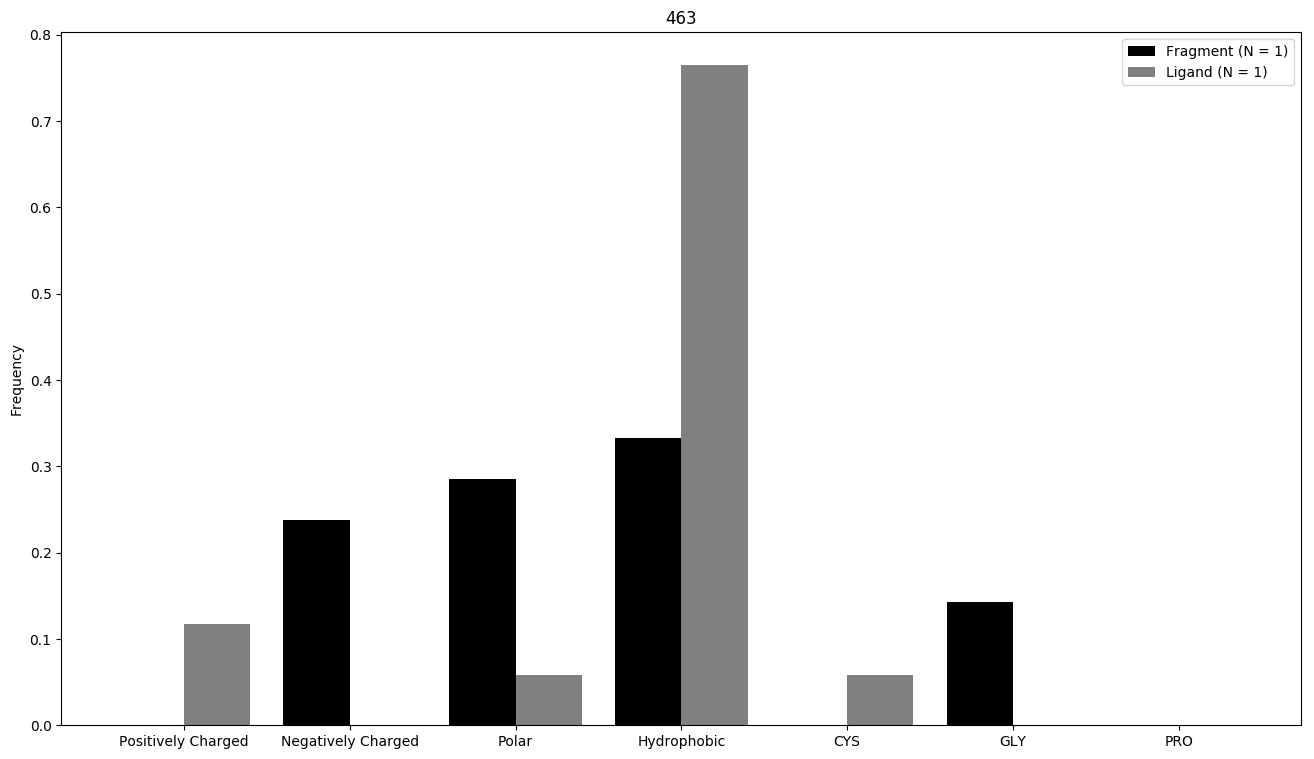 463
Fragment (N = 1)
Ligand (N = 1)
Frequency
0.8
0.7
0.6
0.5
0.4
0.3
0.2
0.1
0.0
Positively Charged Negatively Charged Polar Hydrophobic CYS GLY PRO